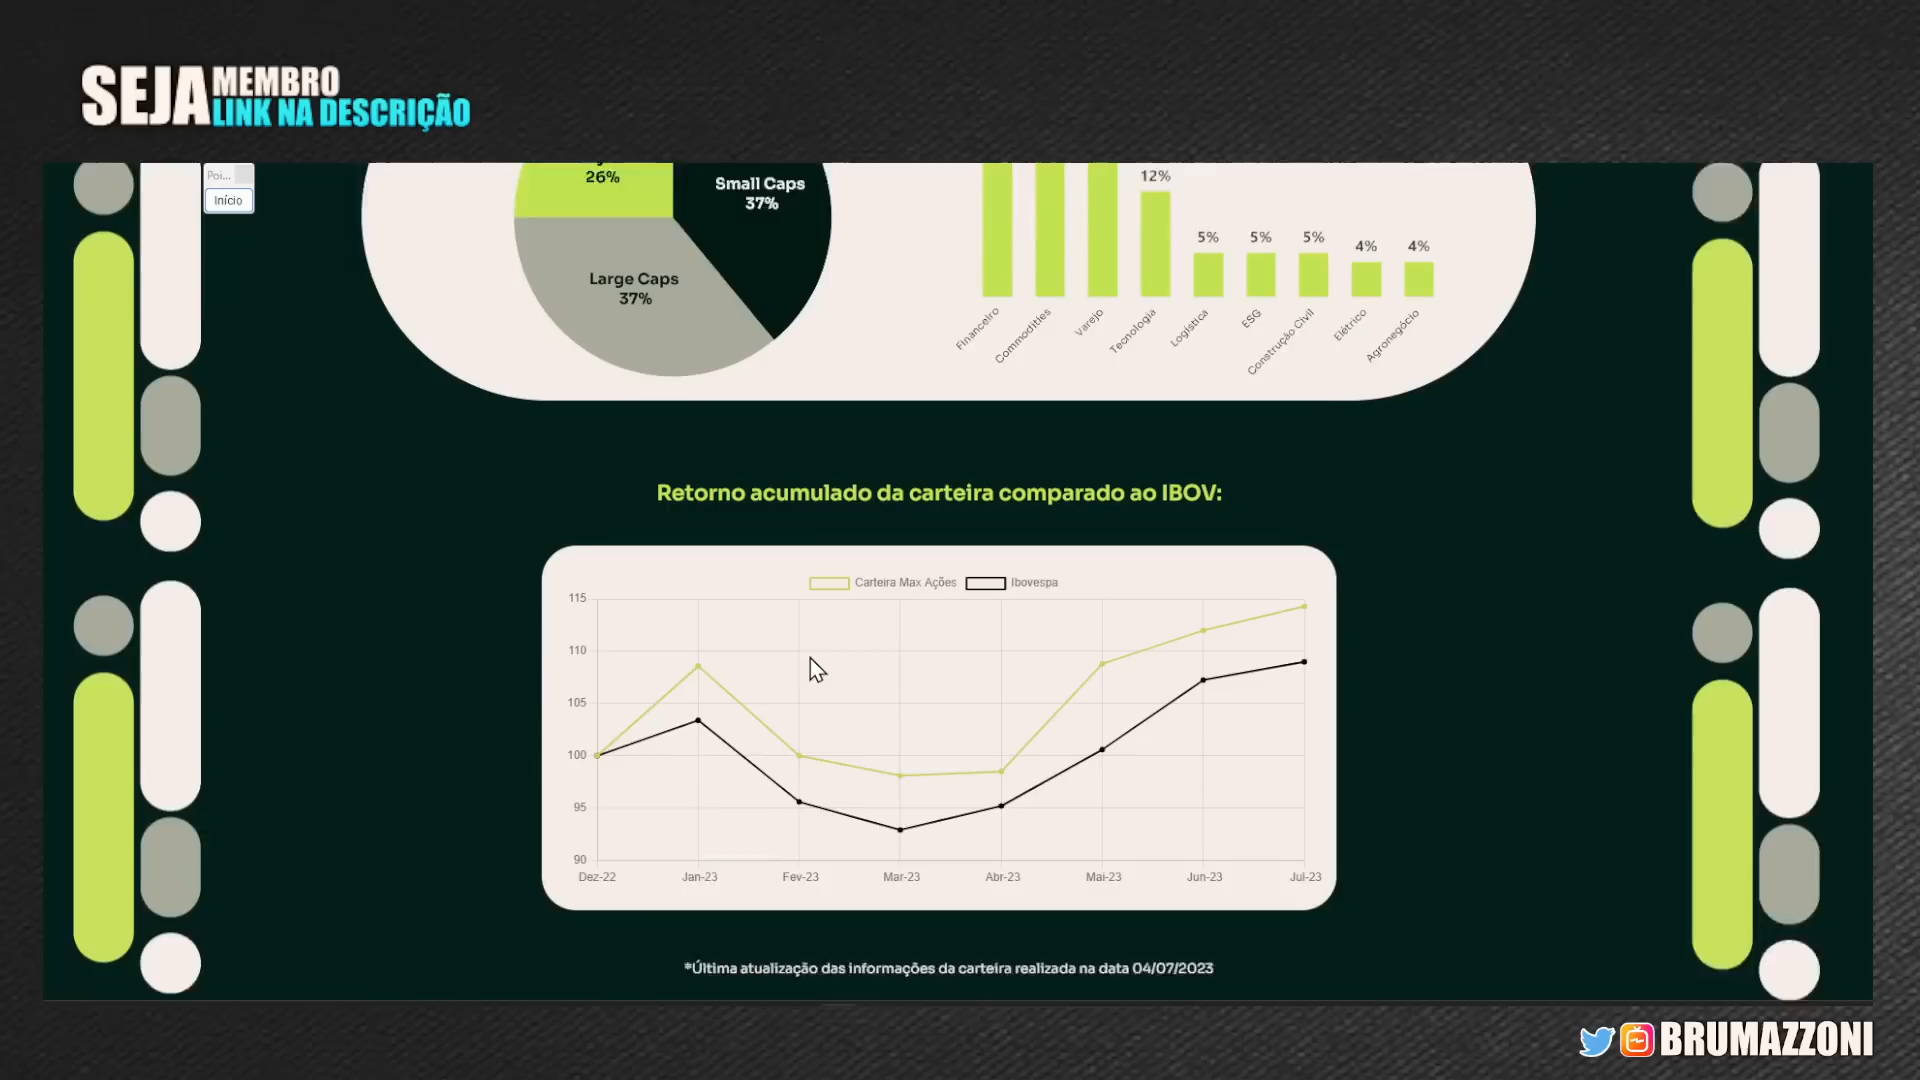 SEJA MEMBRO
LINK NA DESCRIÇÃO
Poi...
Início
26%
Small Caps
37%
Large Caps
37%
12%
5%
5%
5%
4%
4%
Financeiro
Commodities
Varejo
Tecnologia
Logística
ESG
Construção Civil
Elétrico
Agronegócio
Retorno acumulado da carteira comparado ao IBOV:
Carteira Max Ações
Ibovespa
115
110
105
100
95
90
Dez-22
Jan-23
Fev-23
Mar-23
Abr-23
Mai-23
Jun-23
Jul-23
*Última atualização das informações da carteira realizada na data 04/07/2023
BRUMAZZONI